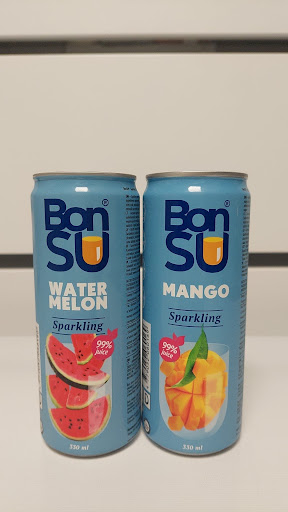 Bon®
SU
WATER
MELON
Sparkling
99%
juice
330 ml
Bon®
SU
MANGO
Sparkling
99%
juice
330 ml